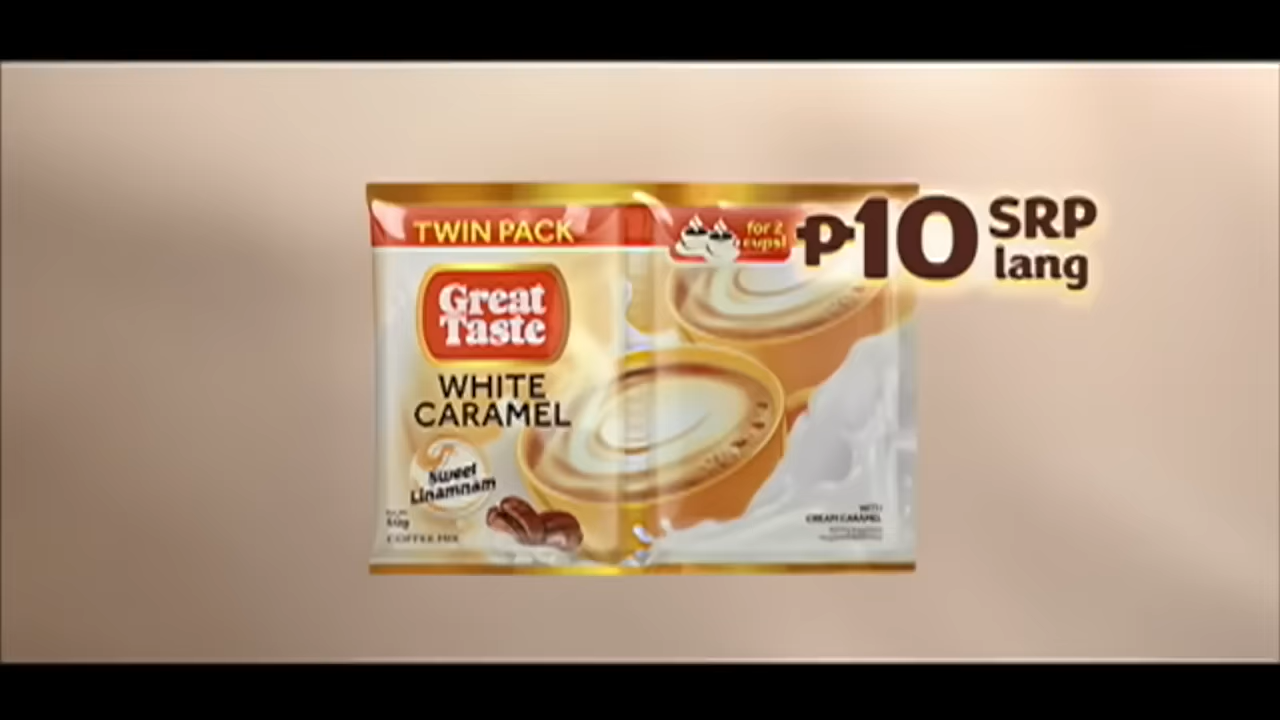 TWIN PACK
for 2
cups!
₱10 SRP
lang
Great
Taste
WHITE
CARAMEL
Sweet
Linamnam
COFFEE MIX
WITH
CREAM CARAMEL